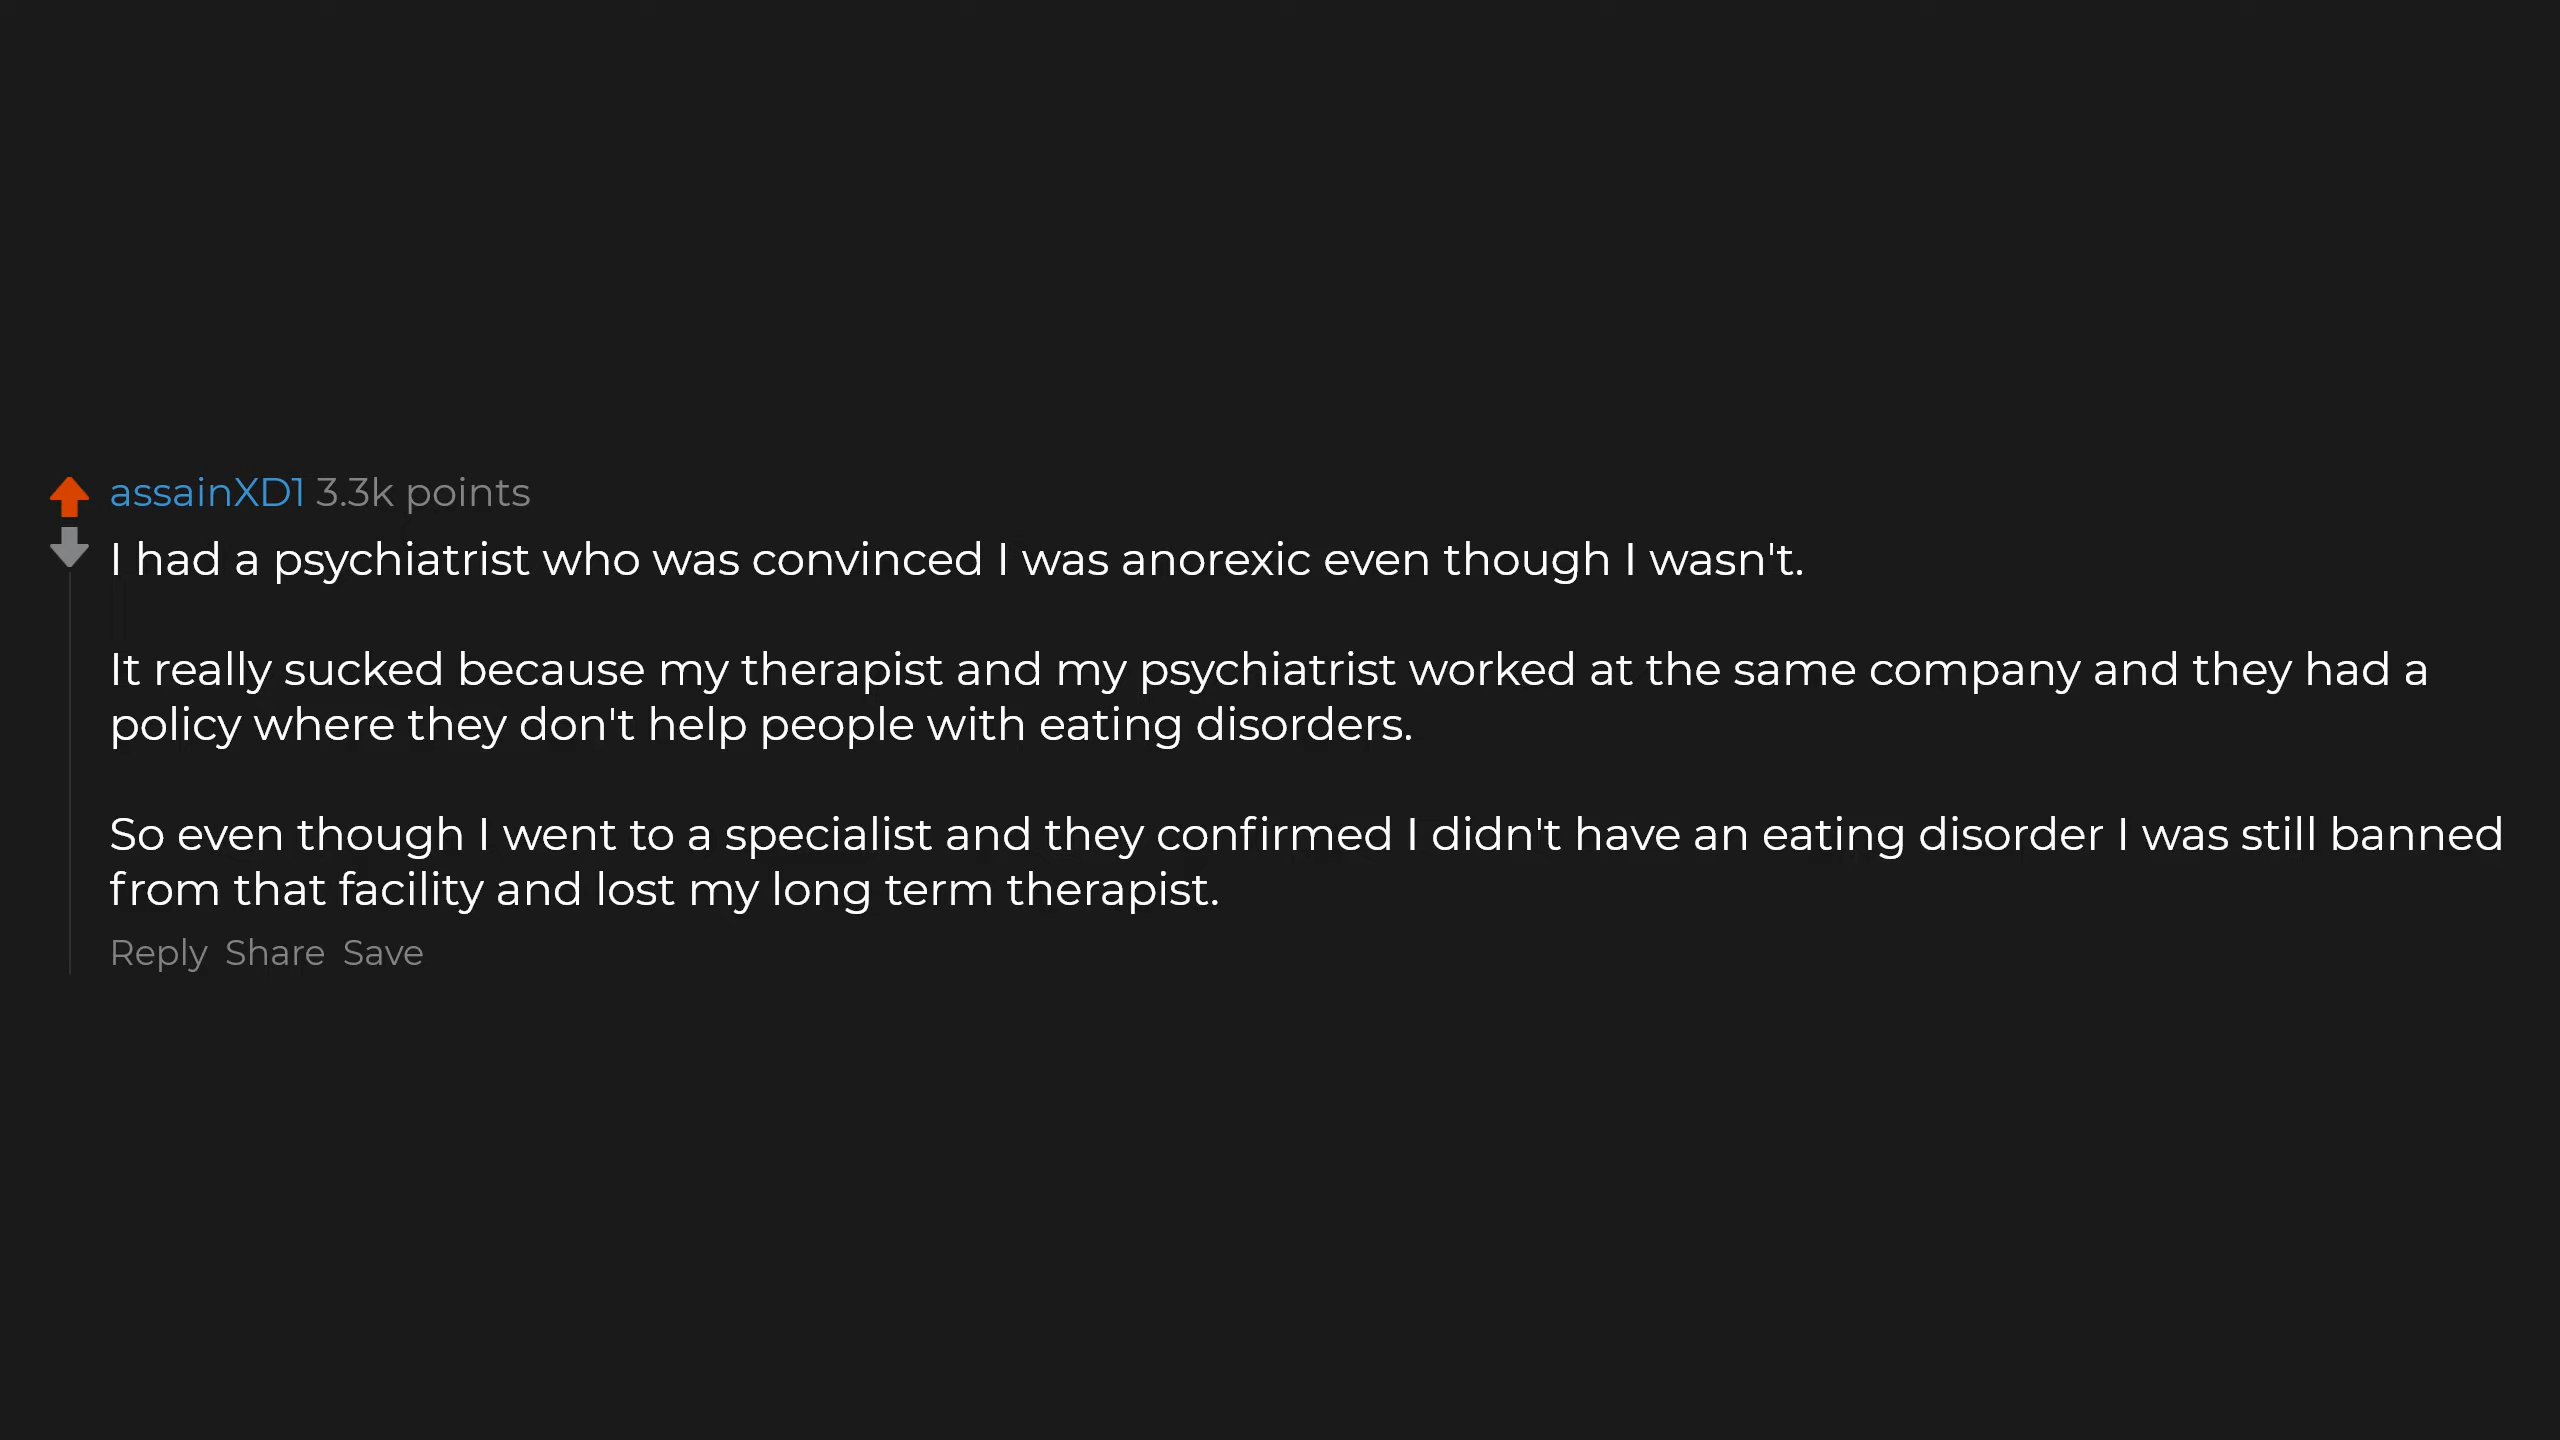 assainXD1 3.3k points
I had a psychiatrist who was convinced I was anorexic even though I wasn't.
It really sucked because my therapist and my psychiatrist worked at the same company and they had a
policy where they don't help people with eating disorders.
So even though I went to a specialist and they confirmed I didn't have an eating disorder I was still banned
from that facility and lost my long term therapist.
Reply Share Save